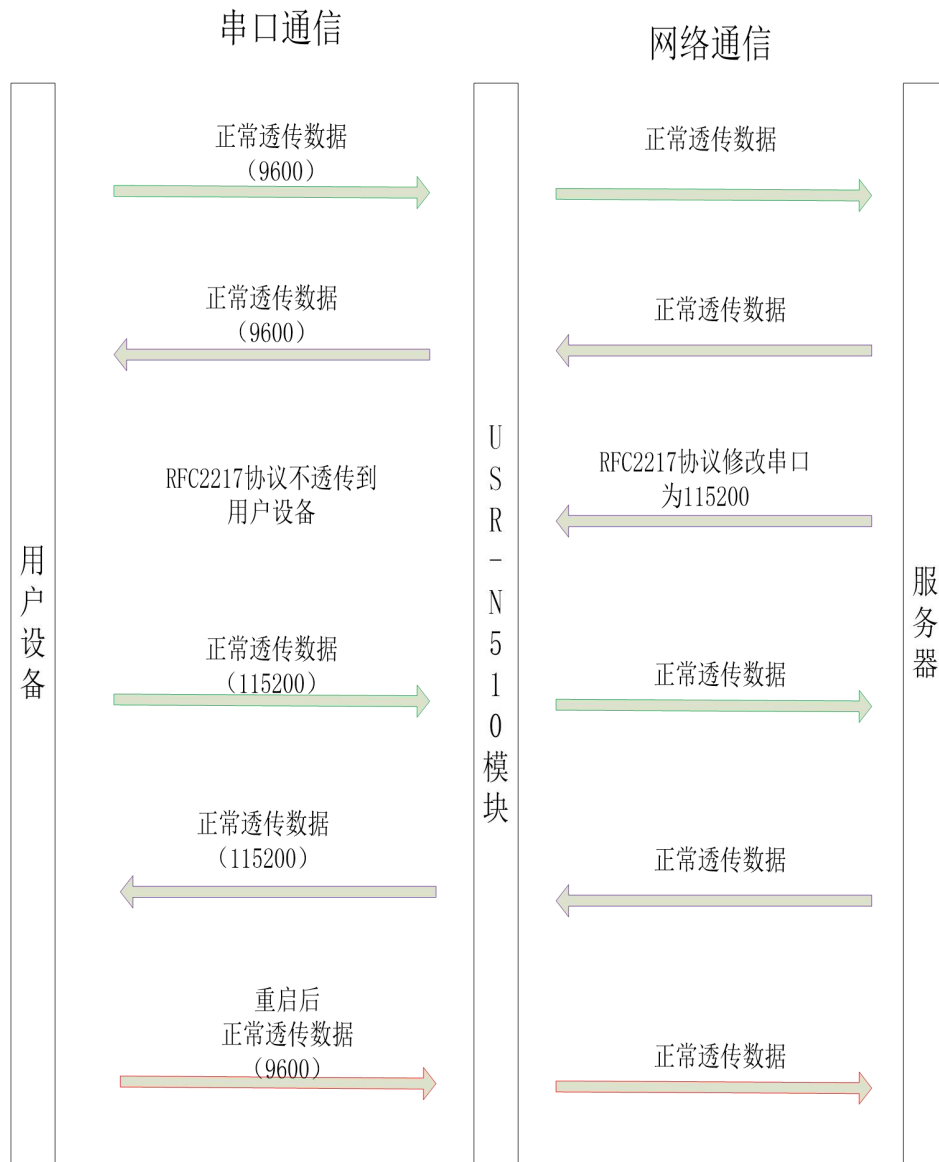 串口通信
网络通信
正常透传数据
（9600）
正常透传数据
正常透传数据
（9600）
正常透传数据
RFC2217协议不透传到
用户设备
RFC2217协议修改串口
为115200
用户设备
USR-N510模块
服务器
正常透传数据
(115200)
正常透传数据
正常透传数据
（115200）
正常透传数据
重启后
正常透传数据
(9600)
正常透传数据